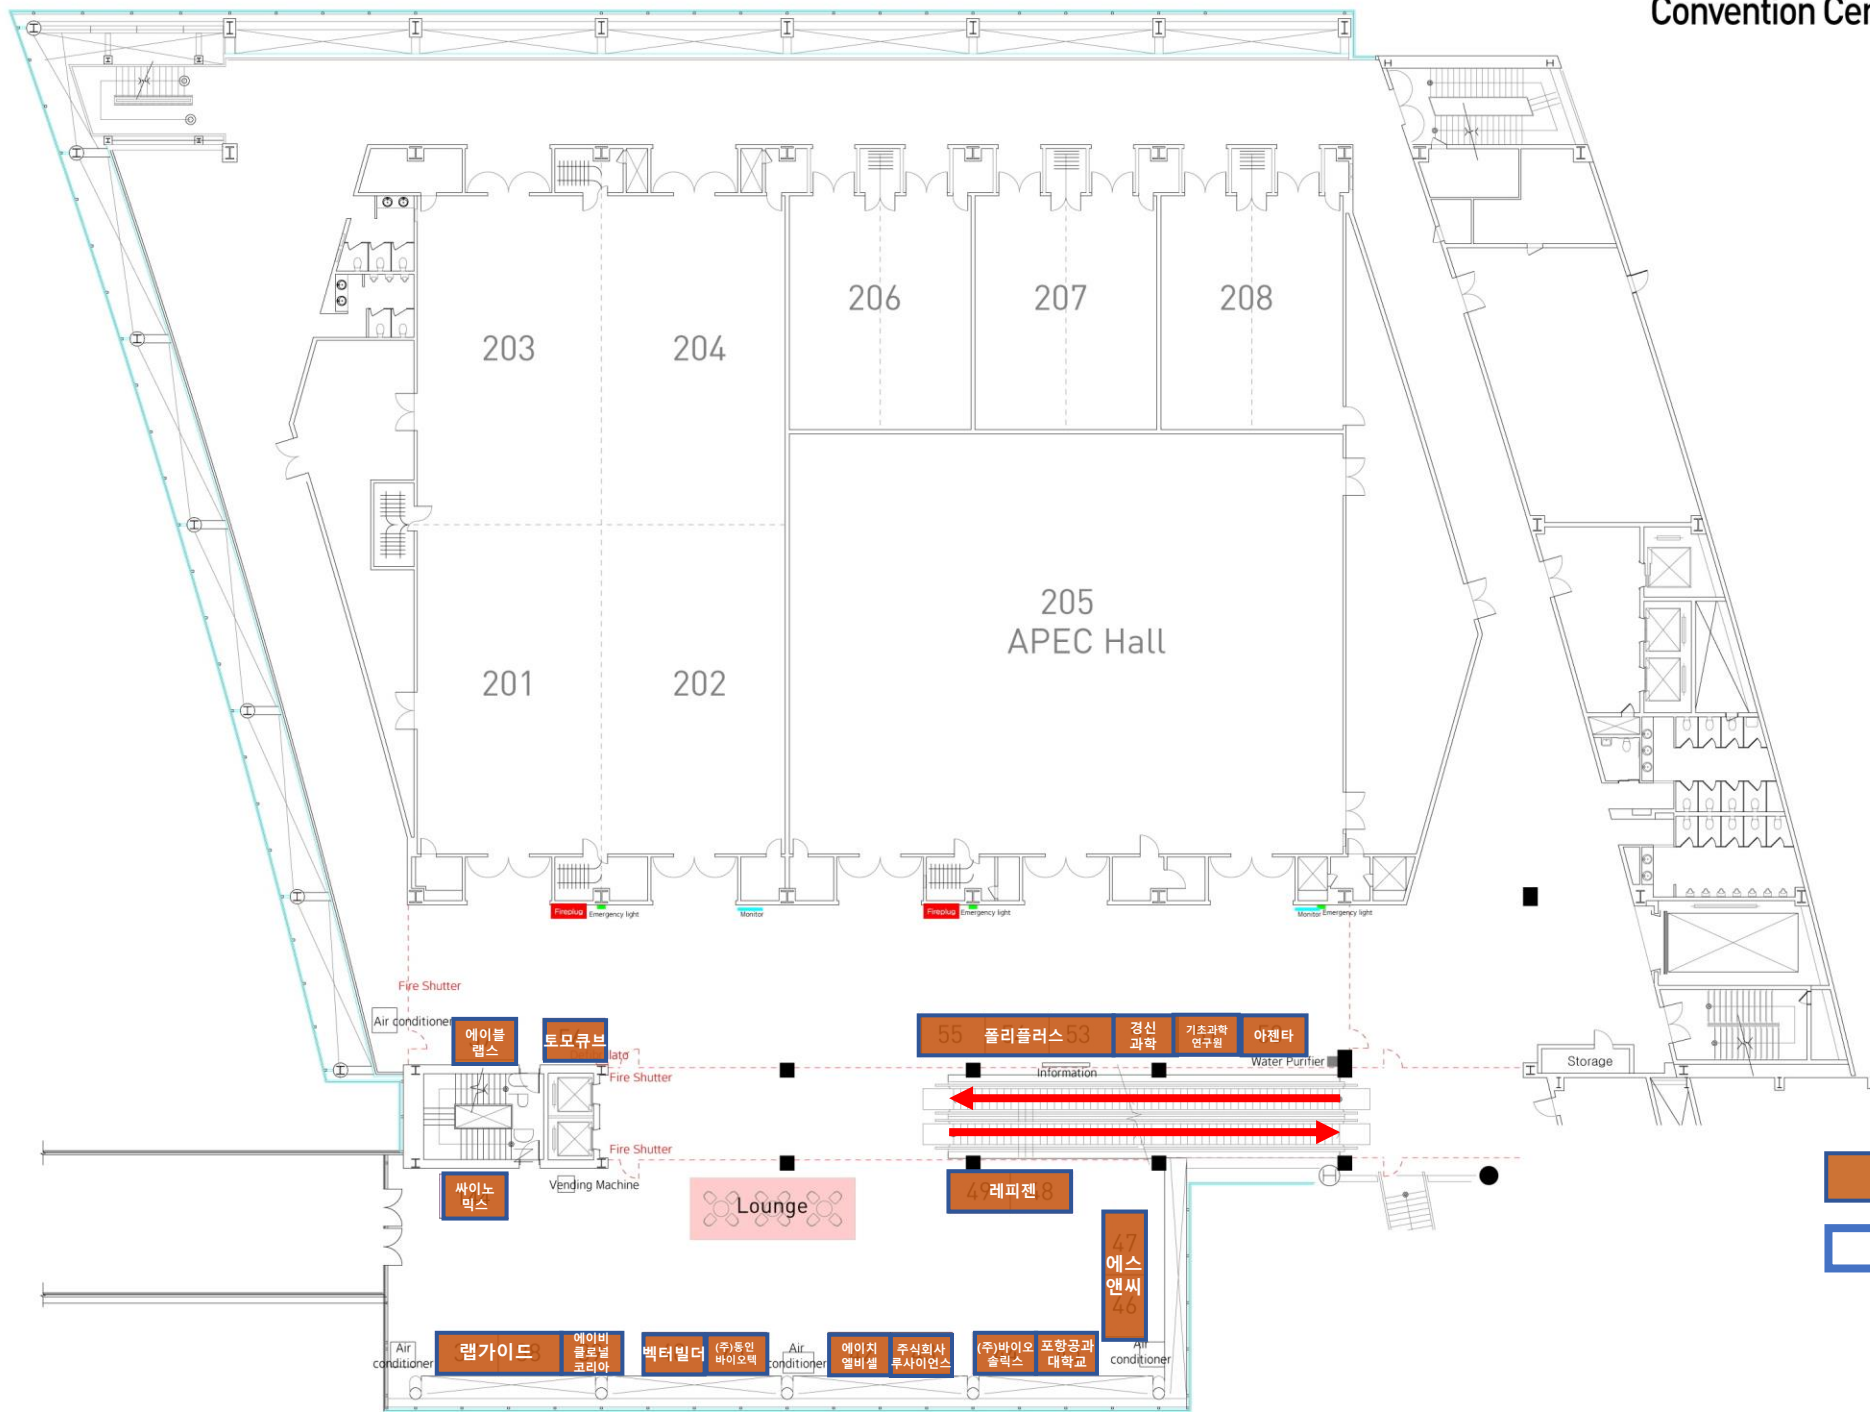 Convention Cer
206
207
208
203
204
205
APEC Hall
201
202
Fireplug
Emergency light
Monitor
Fireplug
Emergency light
Monitor
Emergency light
Fire Shutter
Air conditioner
에이블
랩스
토모큐브
55
폴리플러스
53
경신
과학
기초과학
연구원
아젠타
Water Purifier
Information
Fire Shutter
Storage
Fire Shutter
Vending Machine
싸이노
믹스
Lounge
49
레피젠
48
47
에스
앤씨
46
Air
conditioner
랩가이드
에이비
클로널
코리아
벡터빌더
(주)동인
바이오텍
Air
conditioner
에이치
엘비셀
주식회사
루사이언스
(주)바이오
솔릭스
포항공과
대학교
Air
conditioner